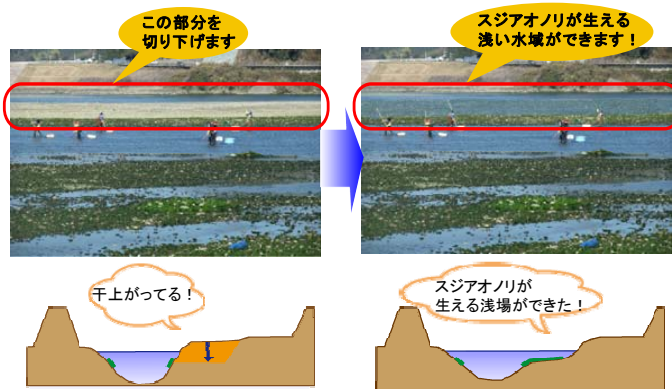 この部分を
切り下げます
スジアオノリが生える
浅い水域ができます！
干上がってる！
スジアオノリが
生える浅場ができた！